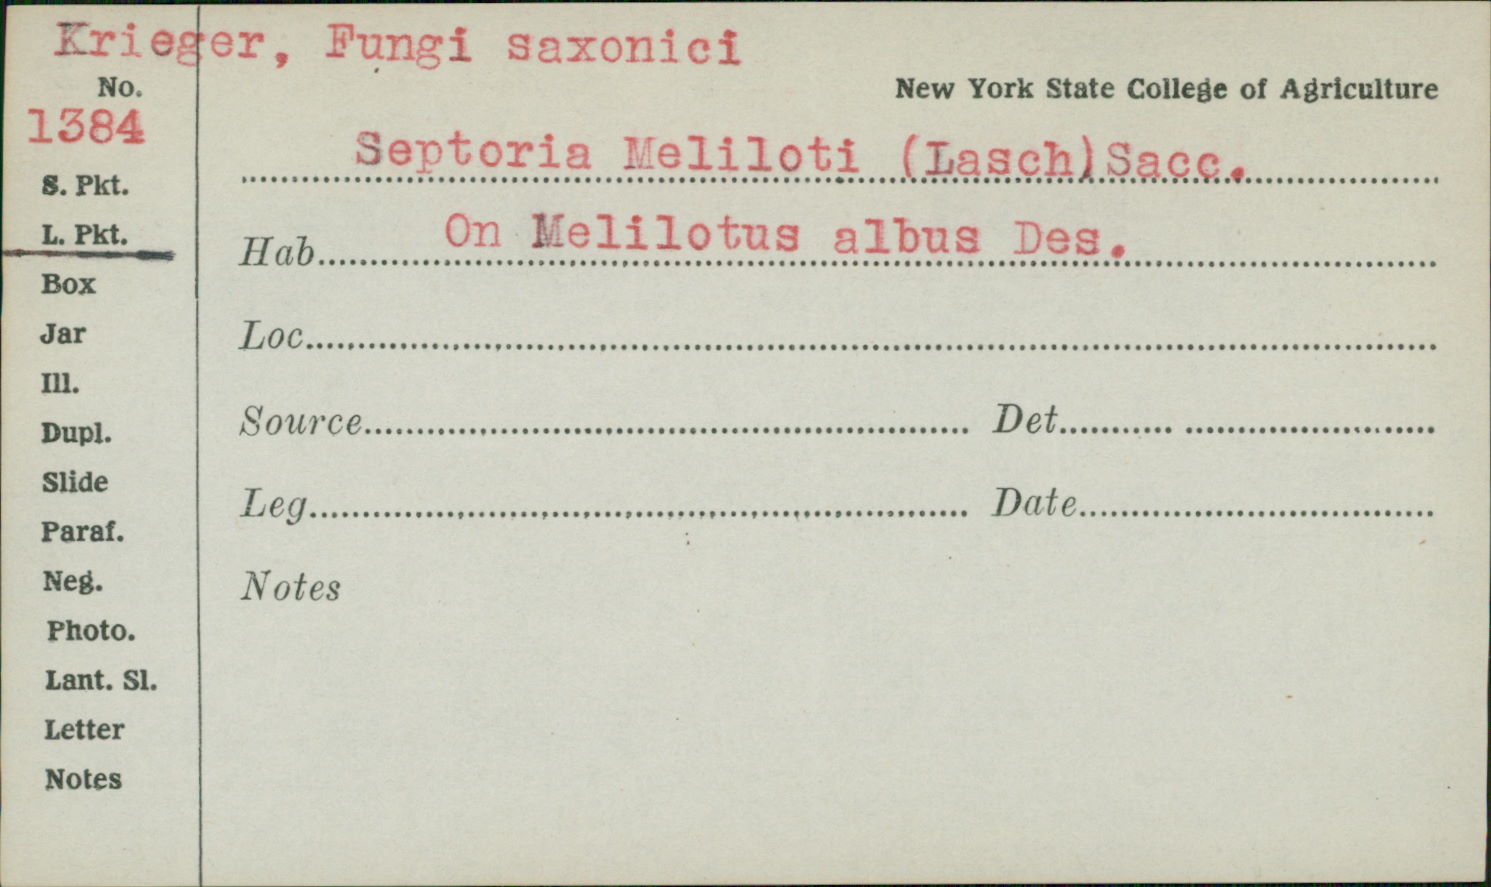 Krieger, Fungi saxonici
No.
New York State College of Agriculture
1384
Septoria Meliloti (Lasch)Sacc.
S. Pkt.
L. Pkt.
Hab. On Melilotus albus Des.
Box
Jar
Loc.
Ill.
Source Det.
Dupl.
Slide
Leg. Date
Paraf.
Neg.
Notes
Photo.
Lant. Sl.
Letter
Notes